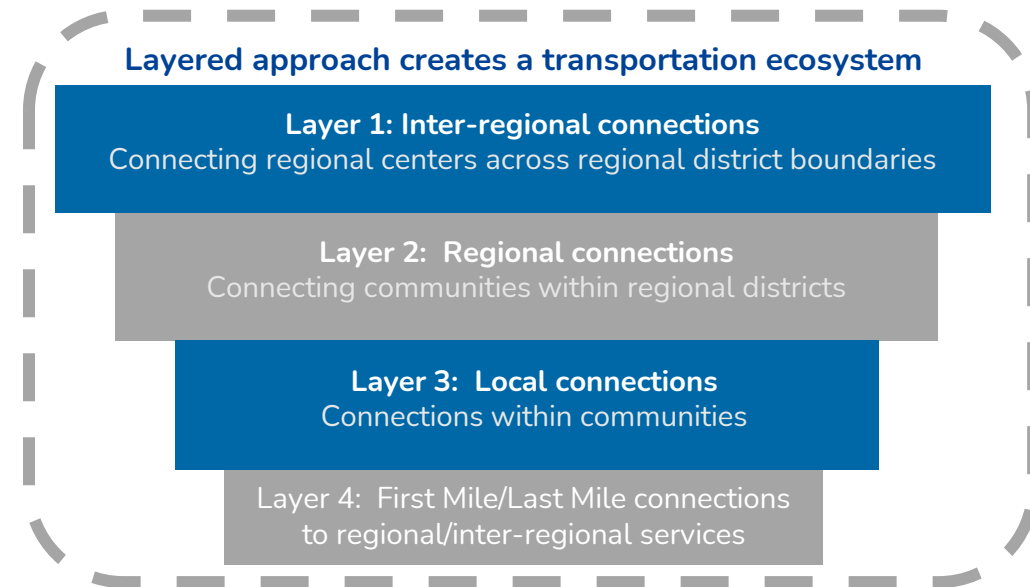 Layered approach creates a transportation ecosystem
Layer 1: Inter-regional connections
Connecting regional centers across regional district boundaries
Layer 2:  Regional connections
Connecting communities within regional districts
Layer 3:  Local connections
Connections within communities
Layer 4:  First Mile/Last Mile connections
to regional/inter-regional services